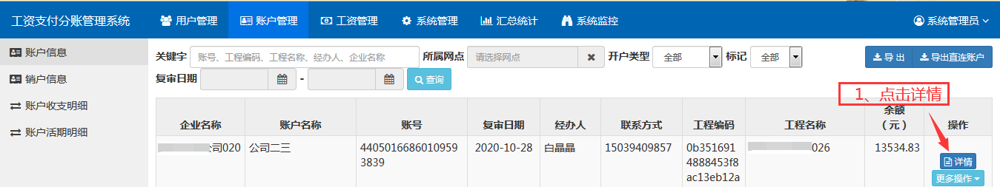 工资支付分账管理系统 用户管理 账户管理 工资管理 系统管理 汇总统计 系统监控 系统管理员
账户信息
销户信息
账户收支明细
账户活期明细
关键字 账号、工程编码、工程名称、经办人、企业名称 所属网点 请选择网点 开户类型 全部 标记 全部 导 出 导出直连账户
复审日期 - 查询
1、点击详情
企业名称 账户名称 账号 复审日期 经办人 联系方式 工程编码 工程名称 余额（元） 操作
公司020 公司二三 4405016686010959 2020-10-28 白晶晶 15039409857 0b351691 026 13534.83 详情
3839 4888453f8 更多操作
ac13eb12a